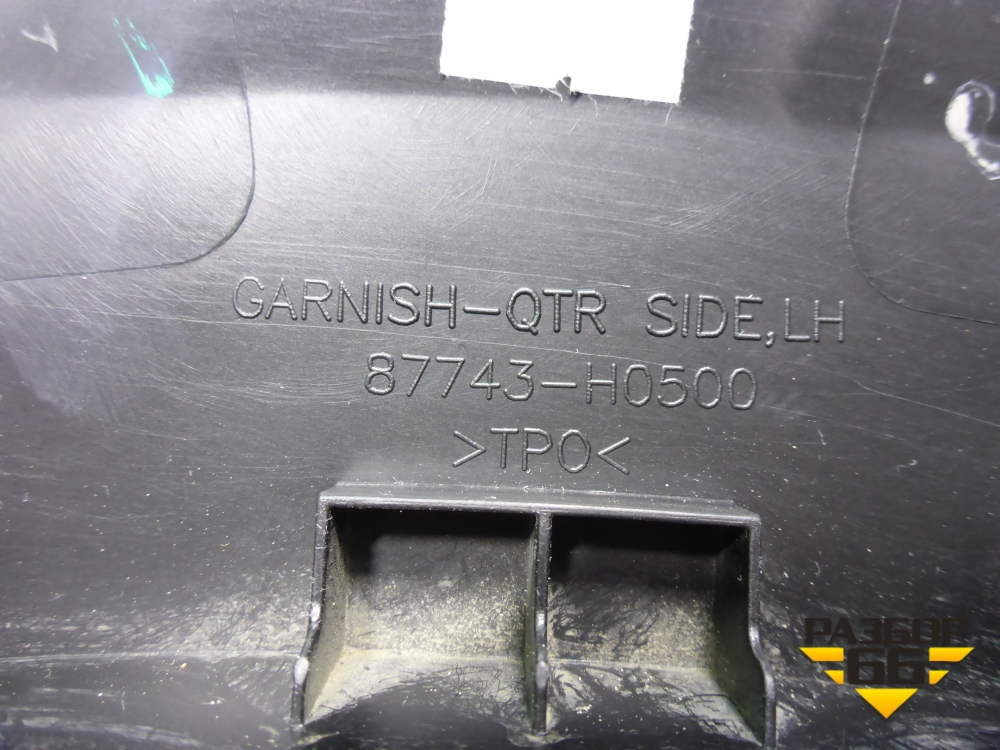 GARNISH-QTR SIDE,LH
87743-H0500
>TPO<
РАЗБОР
66